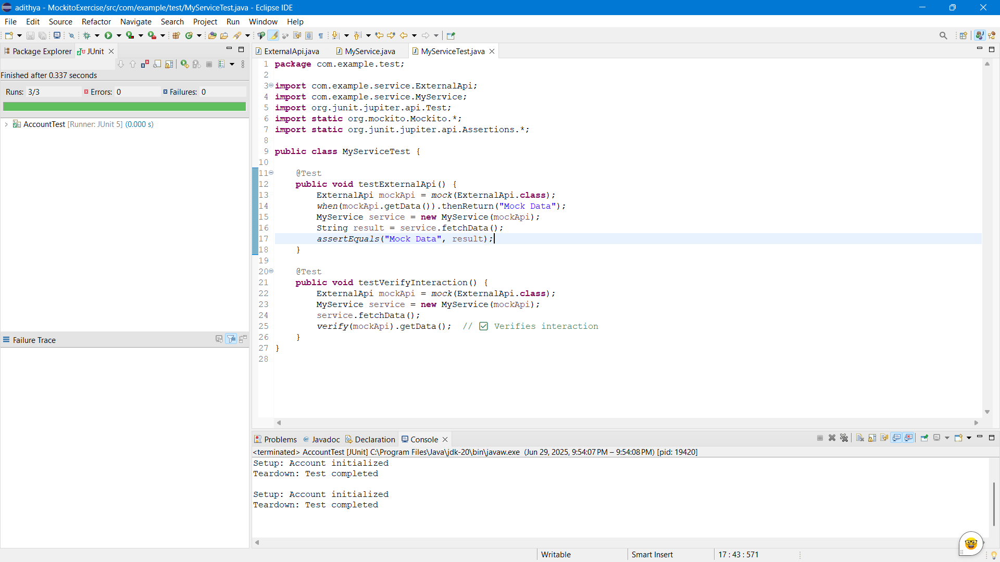 adithya - MockitoExercise/src/com/example/test/MyServiceTest.java - Eclipse IDE
File Edit Source Refactor Navigate Search Project Run Window Help
Package Explorer JUnit
Finished after 0.337 seconds
Runs: 3/3 Errors: 0 Failures: 0
AccountTest [Runner: JUnit 5] (0.000 s)
Failure Trace
ExternalApi.java MyService.java MyServiceTest.java
1 package com.example.test;
2
3 import com.example.service.ExternalApi;
4 import com.example.service.MyService;
5 import org.junit.jupiter.api.Test;
6 import static org.mockito.Mockito.*;
7 import static org.junit.jupiter.api.Assertions.*;
8
9 public class MyServiceTest {
10
11 @Test
12 public void testExternalApi() {
13 ExternalApi mockApi = mock(ExternalApi.class);
14 when(mockApi.getData()).thenReturn("Mock Data");
15 MyService service = new MyService(mockApi);
16 String result = service.fetchData();
17 assertEquals("Mock Data", result);
18 }
19
20 @Test
21 public void testVerifyInteraction() {
22 ExternalApi mockApi = mock(ExternalApi.class);
23 MyService service = new MyService(mockApi);
24 service.fetchData();
25 verify(mockApi).getData(); // ✅ Verifies interaction
26 }
27 }
28
Problems Javadoc Declaration Console
<terminated> AccountTest [JUnit] C:\Program Files\Java\jdk-20\bin\javaw.exe (Jun 29, 2025, 9:54:07 PM – 9:54:08 PM) [pid: 19420]
Setup: Account initialized
Teardown: Test completed
Setup: Account initialized
Teardown: Test completed
Writable Smart Insert 17 : 43 : 571